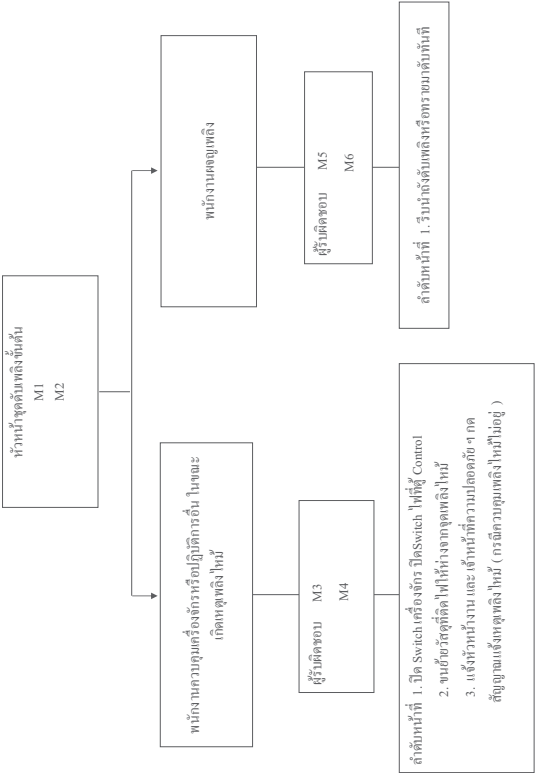 หัวหน้าชุดดับเพลิงขั้นต้น
M1
M2
พนักงานควบคุมเครื่องจักรหรือปฏิบัติการอื่น ในขณะ
เกิดเหตุเพลิงไหม้
ผู้รับผิดชอบ M3
M4
ลำดับหน้าที่ 1. ปิด Switch เครื่องจักร ปิดSwitch ไฟที่ตู้ Control
2. ขนย้ายวัสดุที่ติดไฟให้ห่างจากจุดเพลิงไหม้
3. แจ้งหัวหน้างาน และ เจ้าหน้าที่ความปลอดภัย ฯ กด
สัญญาณแจ้งเหตุเพลิงไหม้ ( กรณีควบคุมเพลิงไหม้ไม่อยู่ )
พนักงานผจญเพลิง
ผู้รับผิดชอบ M5
M6
ลำดับหน้าที่ 1. รีบนำถังดับเพลิงหรือทรายมาดับทันที